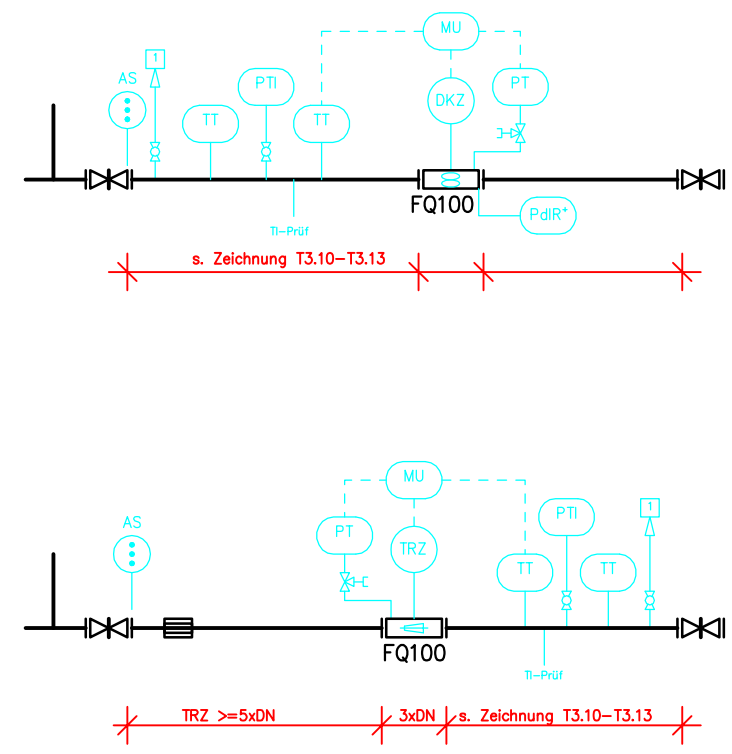 MU
1
AS
PTI
PT
DKZ
TT
TT
FQ100
PdIR+
TI-Prüf
s. Zeichnung T3.10-T3.13
MU
1
AS
PTI
PT
TRZ
TT
TT
FQ100
TI-Prüf
TRZ >=5xDN
3xDN
s. Zeichnung T3.10-T3.13